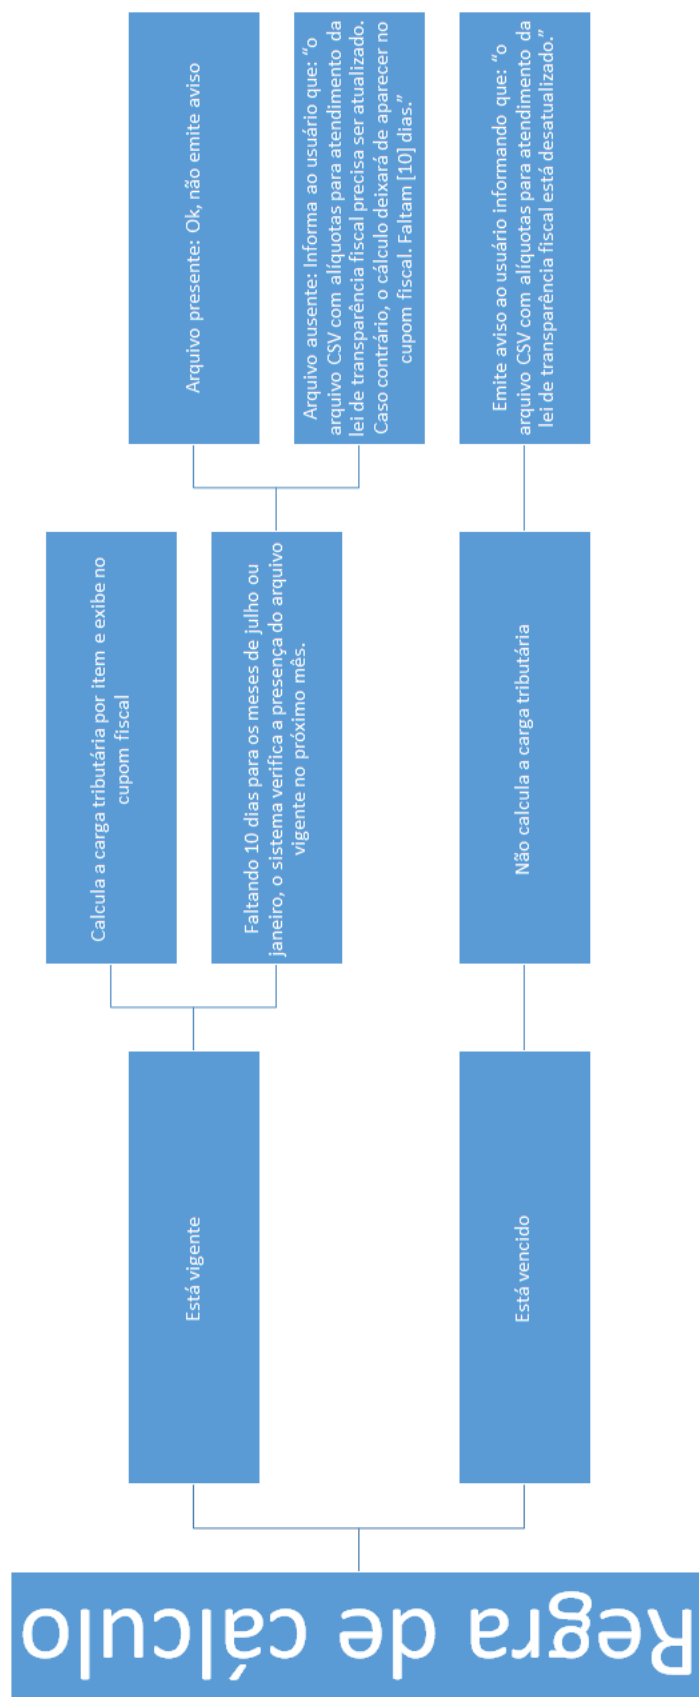 Regra de cálculo
Está vigente
Calcula a carga tributária por item e exibe no
cupom fiscal
Faltando 10 dias para os meses de julho ou
janeiro, o sistema verifica a presença do arquivo
vigente no próximo mês.
Arquivo presente: Ok, não emite aviso
Arquivo ausente: Informa ao usuário que: “o
arquivo CSV com alíquotas para atendimento da
lei de transparência fiscal precisa ser atualizado.
Caso contrário, o cálculo deixará de aparecer no
cupom fiscal. Faltam [10] dias.”
Está vencido
Não calcula a carga tributária
Emite aviso ao usuário informando que: “o
arquivo CSV com alíquotas para atendimento da
lei de transparência fiscal está desatualizado.”